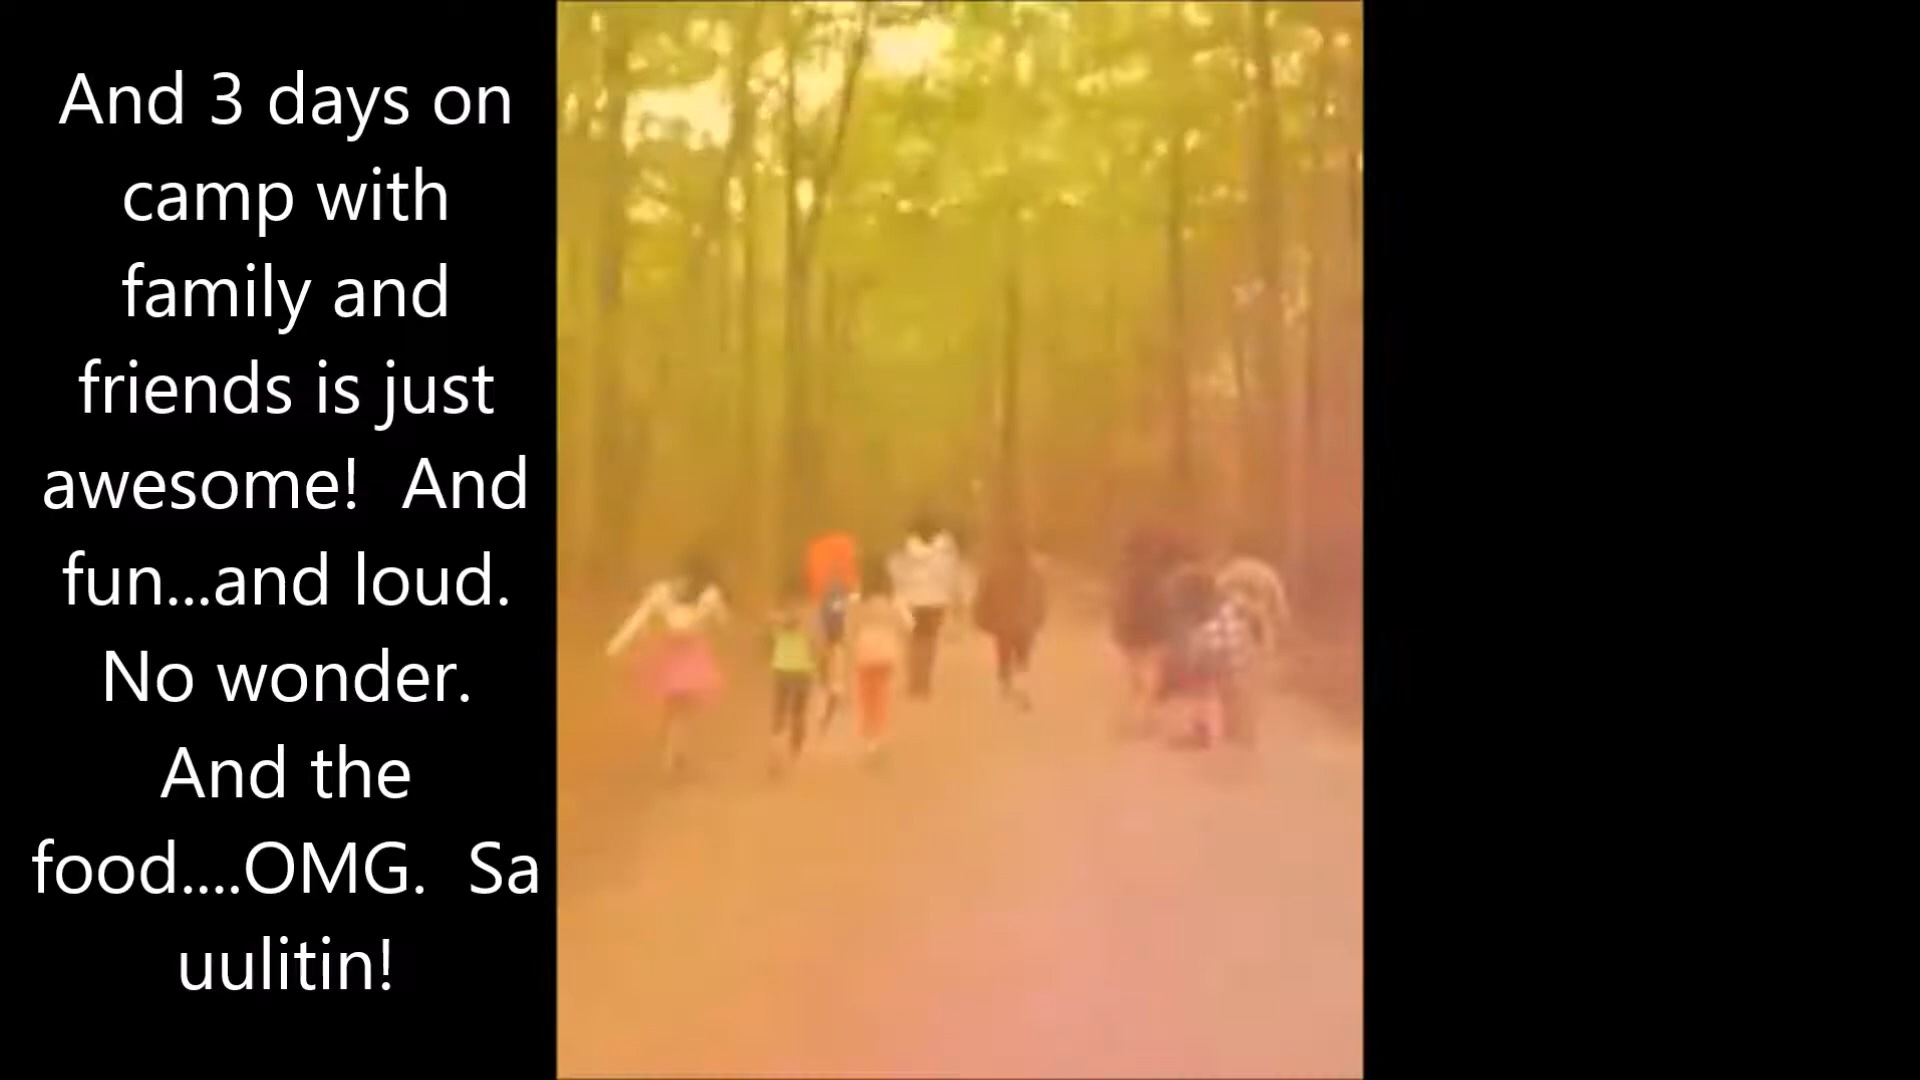 And 3 days on
camp with
family and
friends is just
awesome!  And
fun...and loud.
No wonder.
And the
food....OMG.  Sa
uulitin!